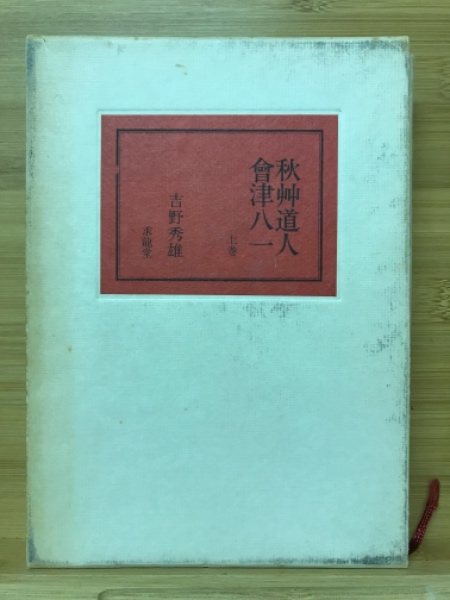 秋艸道人
會津八一
上巻
吉野秀雄
求龍堂